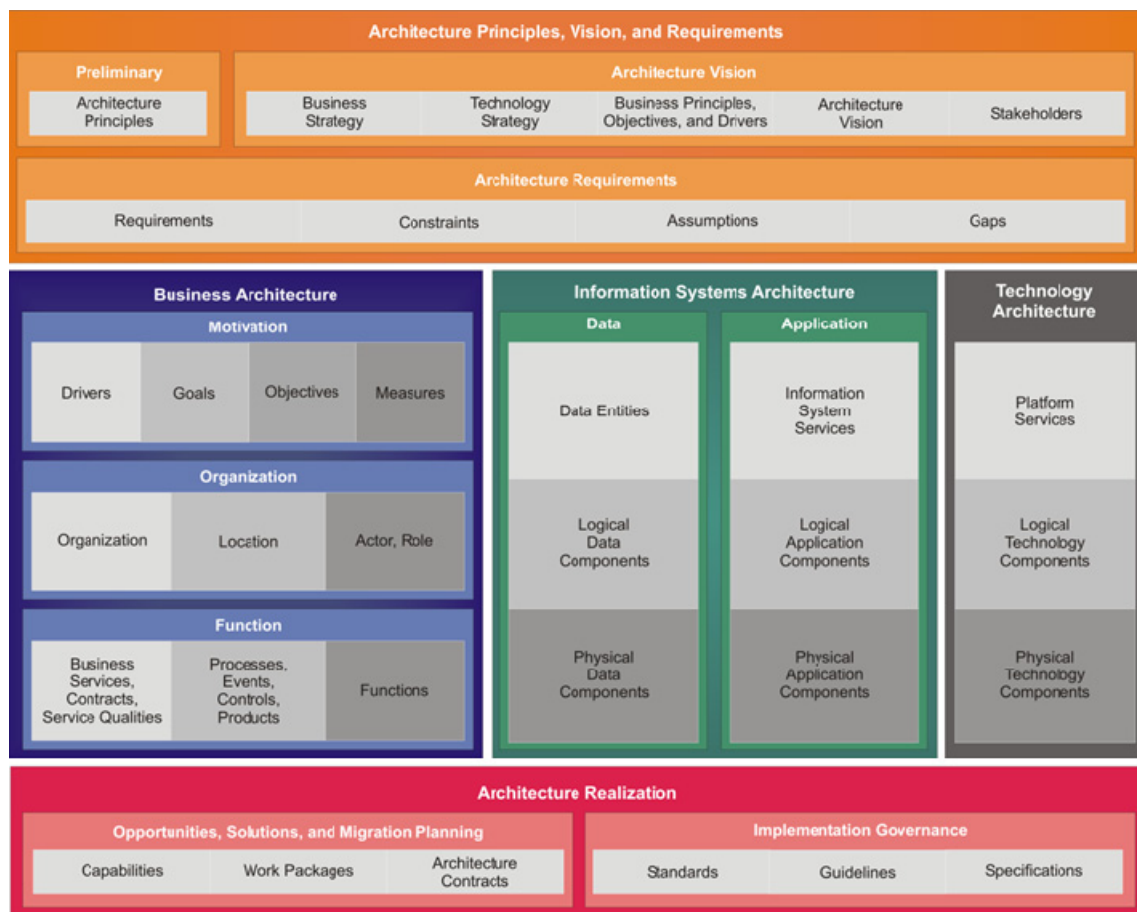 Architecture Principles, Vision, and Requirements
Preliminary
Architecture
Principles
Architecture Vision
Business
Strategy
Technology
Strategy
Business Principles,
Objectives, and Drivers
Architecture
Vision
Stakeholders
Architecture Requirements
Requirements
Constraints
Assumptions
Gaps
Business Architecture
Motivation
Drivers
Goals
Objectives
Measures
Organization
Organization
Location
Actor, Role
Function
Business
Services,
Contracts,
Service Qualities
Processes,
Events,
Controls,
Products
Functions
Information Systems Architecture
Data
Data Entities
Logical
Data
Components
Physical
Data
Components
Application
Information
System
Services
Logical
Application
Components
Physical
Application
Components
Technology
Architecture
Platform
Services
Logical
Technology
Components
Physical
Technology
Components
Architecture Realization
Opportunities, Solutions, and Migration Planning
Capabilities
Work Packages
Architecture
Contracts
Implementation Governance
Standards
Guidelines
Specifications